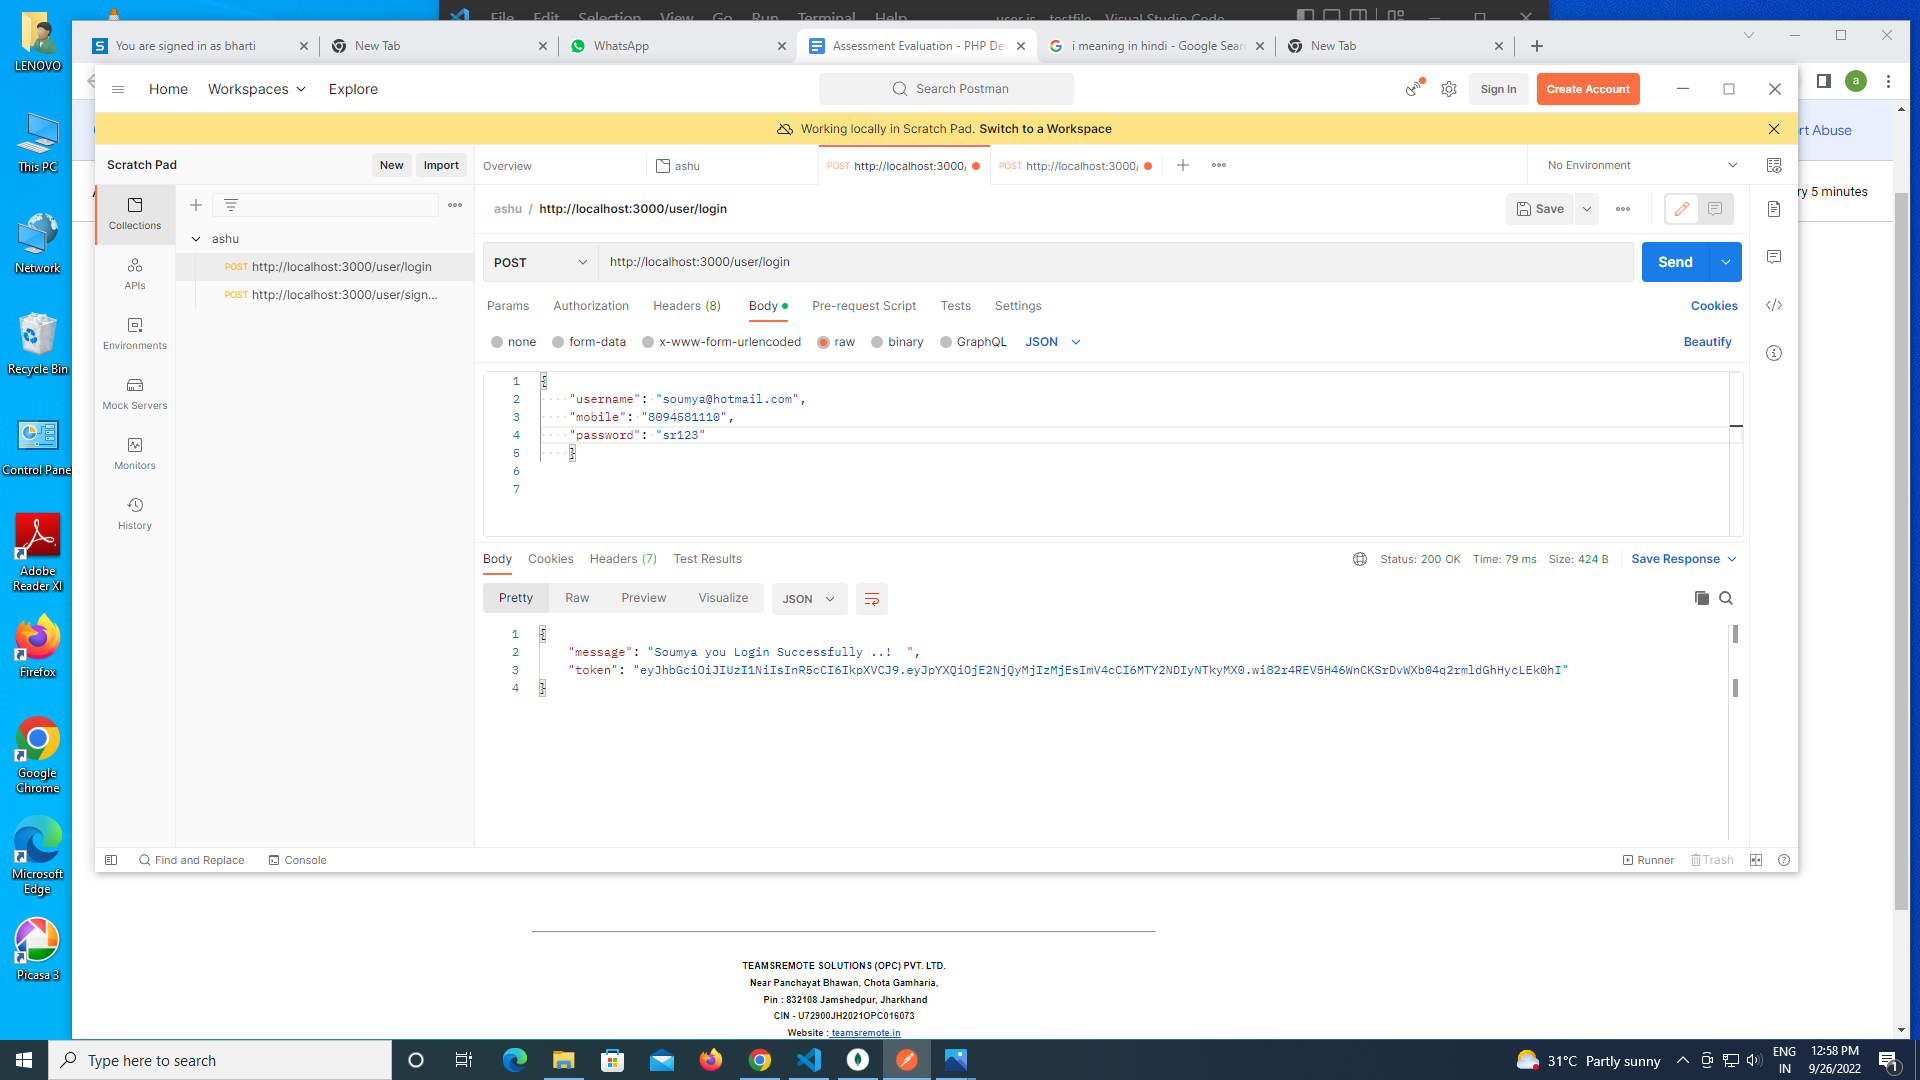 File Edit Selection View Go Run Terminal Help user.js - testfile - Visual Studio Code
You are signed in as bharti
New Tab
WhatsApp
Assessment Evaluation - PHP De
i meaning in hindi - Google Sear
New Tab
a
rt Abuse
ry 5 minutes
LENOVO
This PC
Network
Recycle Bin
Control Pane
Adobe
Reader XI
Firefox
Google
Chrome
Microsoft
Edge
Picasa 3
Home Workspaces Explore
Search Postman
Sign In
Create Account
Working locally in Scratch Pad. Switch to a Workspace
Scratch Pad
New
Import
Overview
ashu
POST http://localhost:3000/
POST http://localhost:3000/
No Environment
Collections
APIs
Environments
Mock Servers
Monitors
History
ashu
POST http://localhost:3000/user/login
POST http://localhost:3000/user/sign...
ashu / http://localhost:3000/user/login
Save
POST
http://localhost:3000/user/login
Send
Params Authorization Headers (8) Body Pre-request Script Tests Settings Cookies
none form-data x-www-form-urlencoded raw binary GraphQL JSON Beautify
1 {
2 "username": "soumya@hotmail.com",
3 "mobile": "8094581110",
4 "password": "sr123"
5 }
6
7
Body Cookies Headers (7) Test Results
Status: 200 OK Time: 79 ms Size: 424 B Save Response
Pretty Raw Preview Visualize JSON
1 {
2 "message": "Soumya you Login Successfully ..!  ",
3 "token": "eyJhbGciOiJIUzI1NiIsInR5cCI6IkpXVCJ9.eyJpYXQiOjE2NjQyMjIzMjEsImV4cCI6MTY2NDIyNTkyMX0.wi82r4REV5H46WnCKSrDvWXb04q2rmldGhHycLEk0hI"
4 }
Find and Replace Console
Runner Trash
TEAMSREMOTE SOLUTIONS (OPC) PVT. LTD.
Near Panchayat Bhawan, Chota Gamharia,
Pin : 832108 Jamshedpur, Jharkhand
CIN - U72900JH2021OPC016073
Website : teamsremote.in
Type here to search
31°C Partly sunny
ENG
IN
12:58 PM
9/26/2022
1